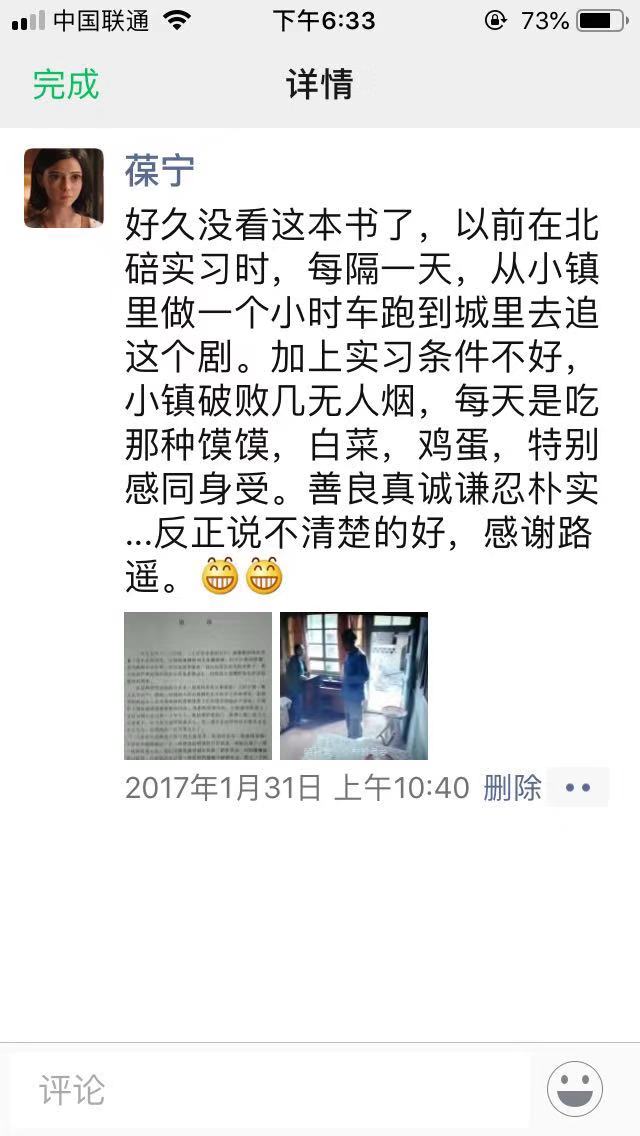 中国联通 下午6:33 73%
完成 详情
葆宁
好久没看这本书了，以前在北
碚实习时，每隔一天，从小镇
里做一个小时车跑到城里去追
这个剧。加上实习条件不好，
小镇破败几无人烟，每天是吃
那种馍馍，白菜，鸡蛋，特别
感同身受。善良真诚谦忍朴实
...反正说不清楚的好，感谢路
遥。😁😁
2017年1月31日 上午10:40 删除
评论